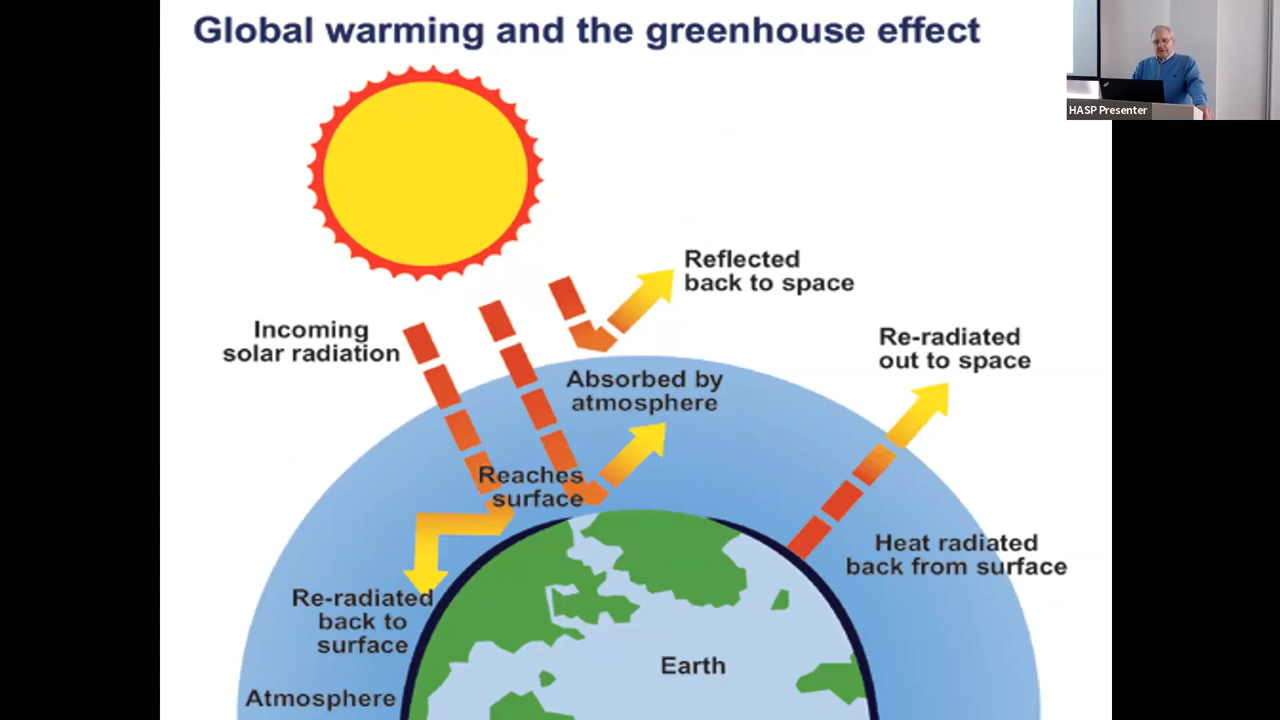 Global warming and the greenhouse effect
HASP Presenter
Reflected
back to space
Incoming
solar radiation
Re-radiated
out to space
Absorbed by
atmosphere
Reaches
surface
Heat radiated
back from surface
Re-radiated
back to
surface
Earth
Atmosphere